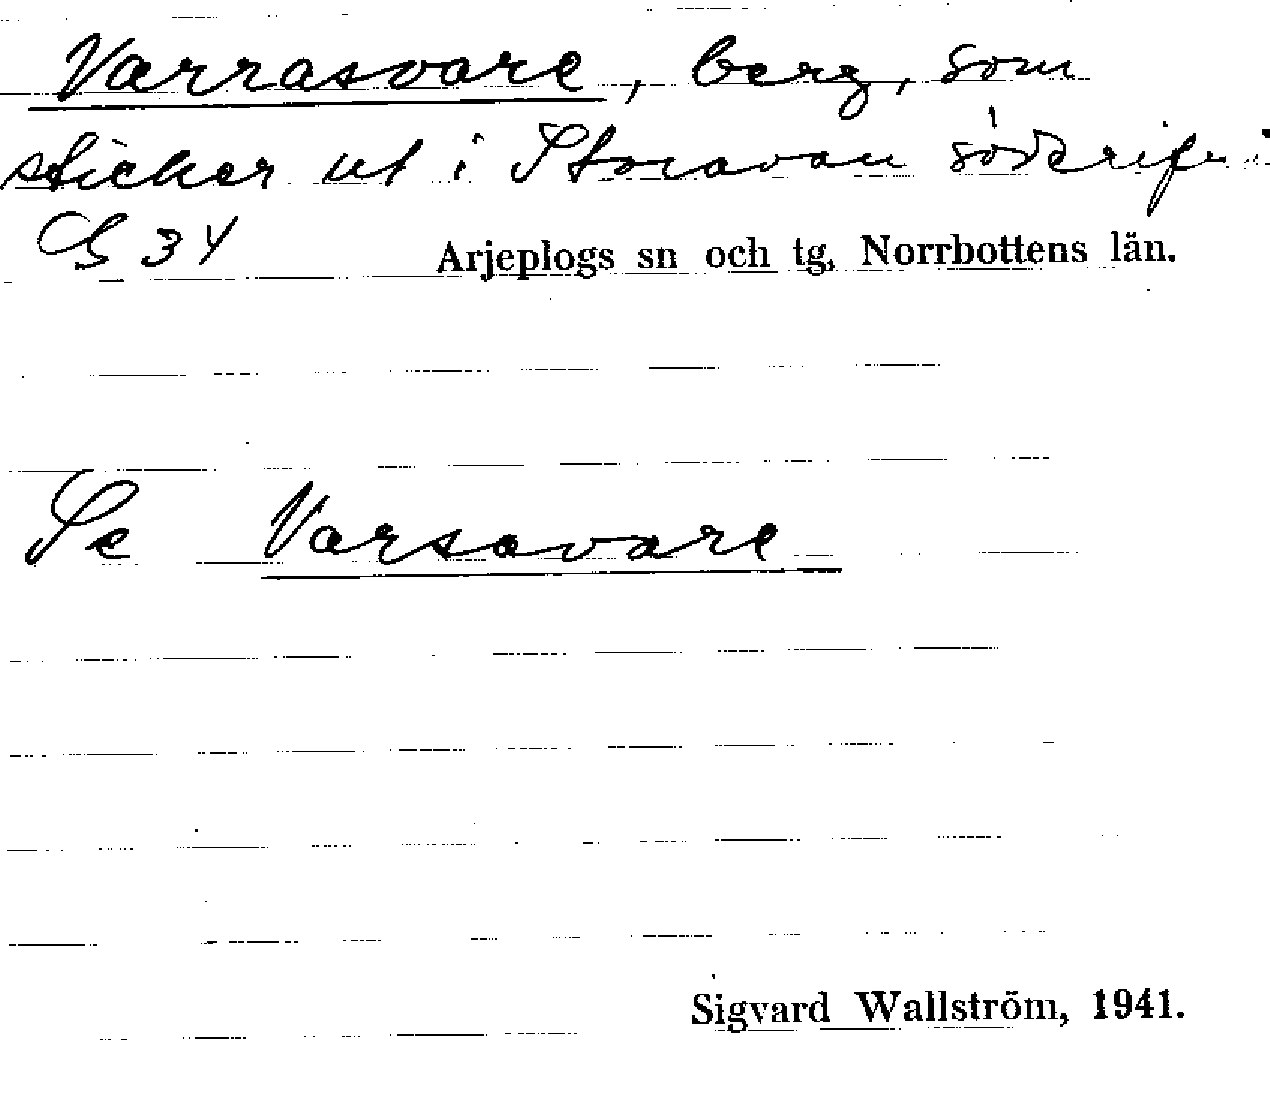 Varrasvare, berg, som
sticker ut i Storavan söderifr.
34
Arjeplogs sn och tg, Norrbottens län.
Se Varsavare
Sigvard Wallström, 1941.